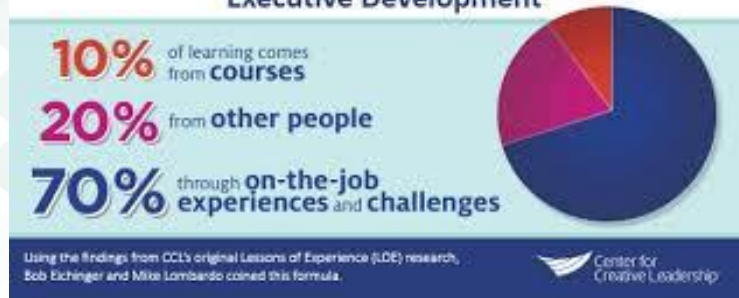 Executive Development
10% of learning comes
from courses
20% from other people
70% through on-the-job
experiences and challenges
Using the findings from CCL's original Lessons of Experience (LOE) research,
Bob Eichinger and Mike Lombardo coined this formula.
Center for
Creative Leadership